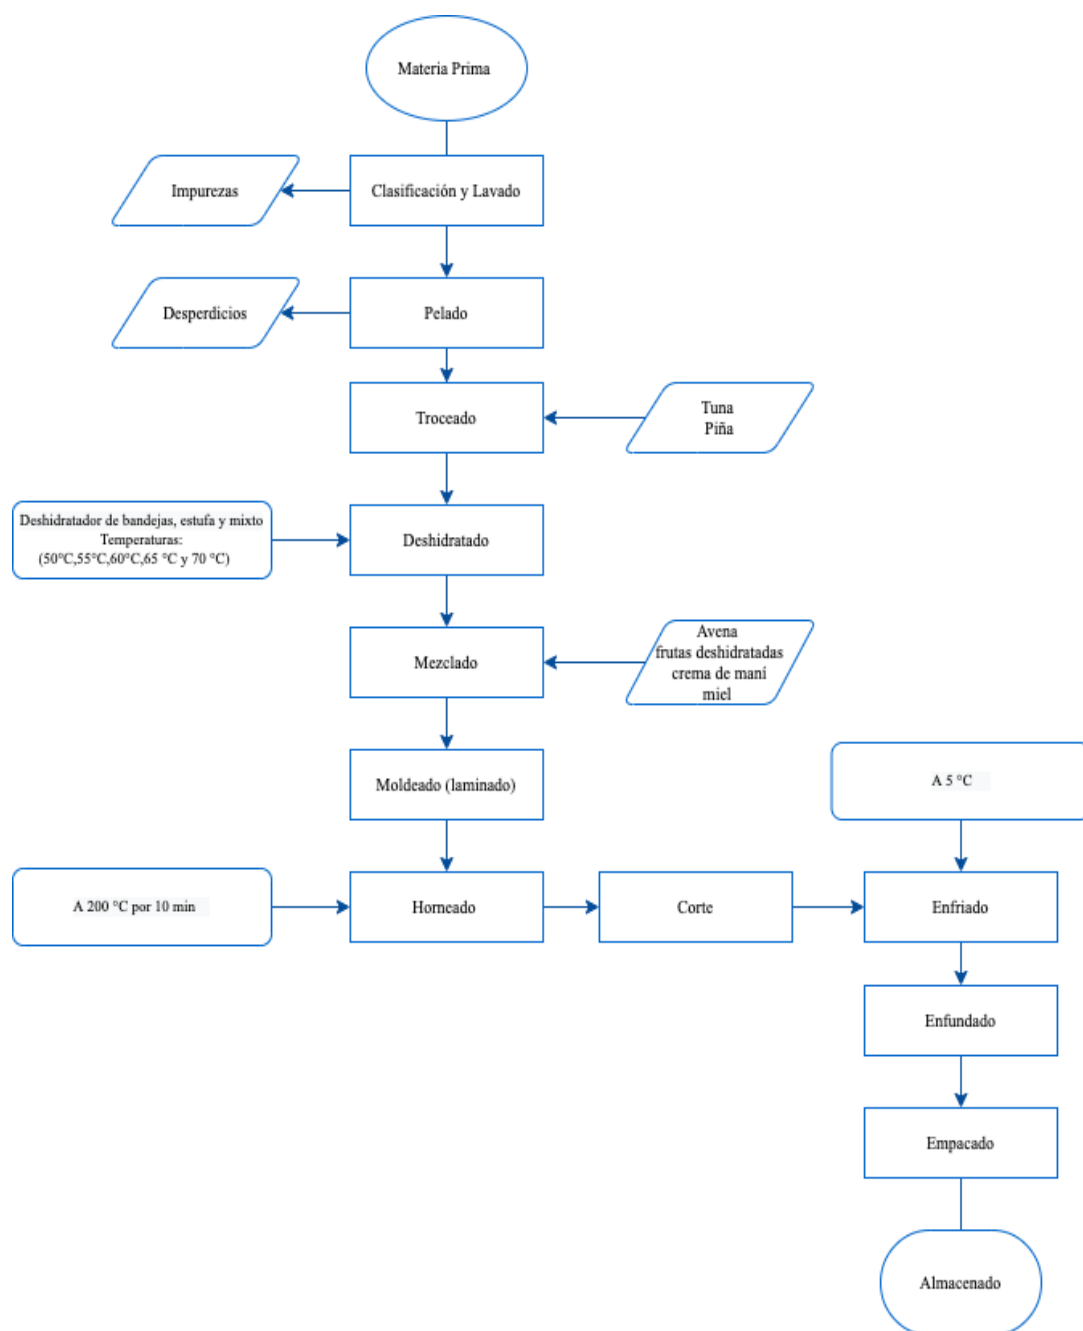 Materia Prima
Impurezas
Clasificación y Lavado
Desperdicios
Pelado
Troceado
Tuna
Piña
Deshidratador de bandejas, estufa y mixto
Temperaturas:
(50°C,55°C,60°C,65 °C y 70 °C)
Deshidratado
Mezclado
Avena
frutas deshidratadas
crema de maní
miel
Moldeado (laminado)
A 5 °C
A 200 °C por 10 min
Horneado
Corte
Enfriado
Enfundado
Empacado
Almacenado